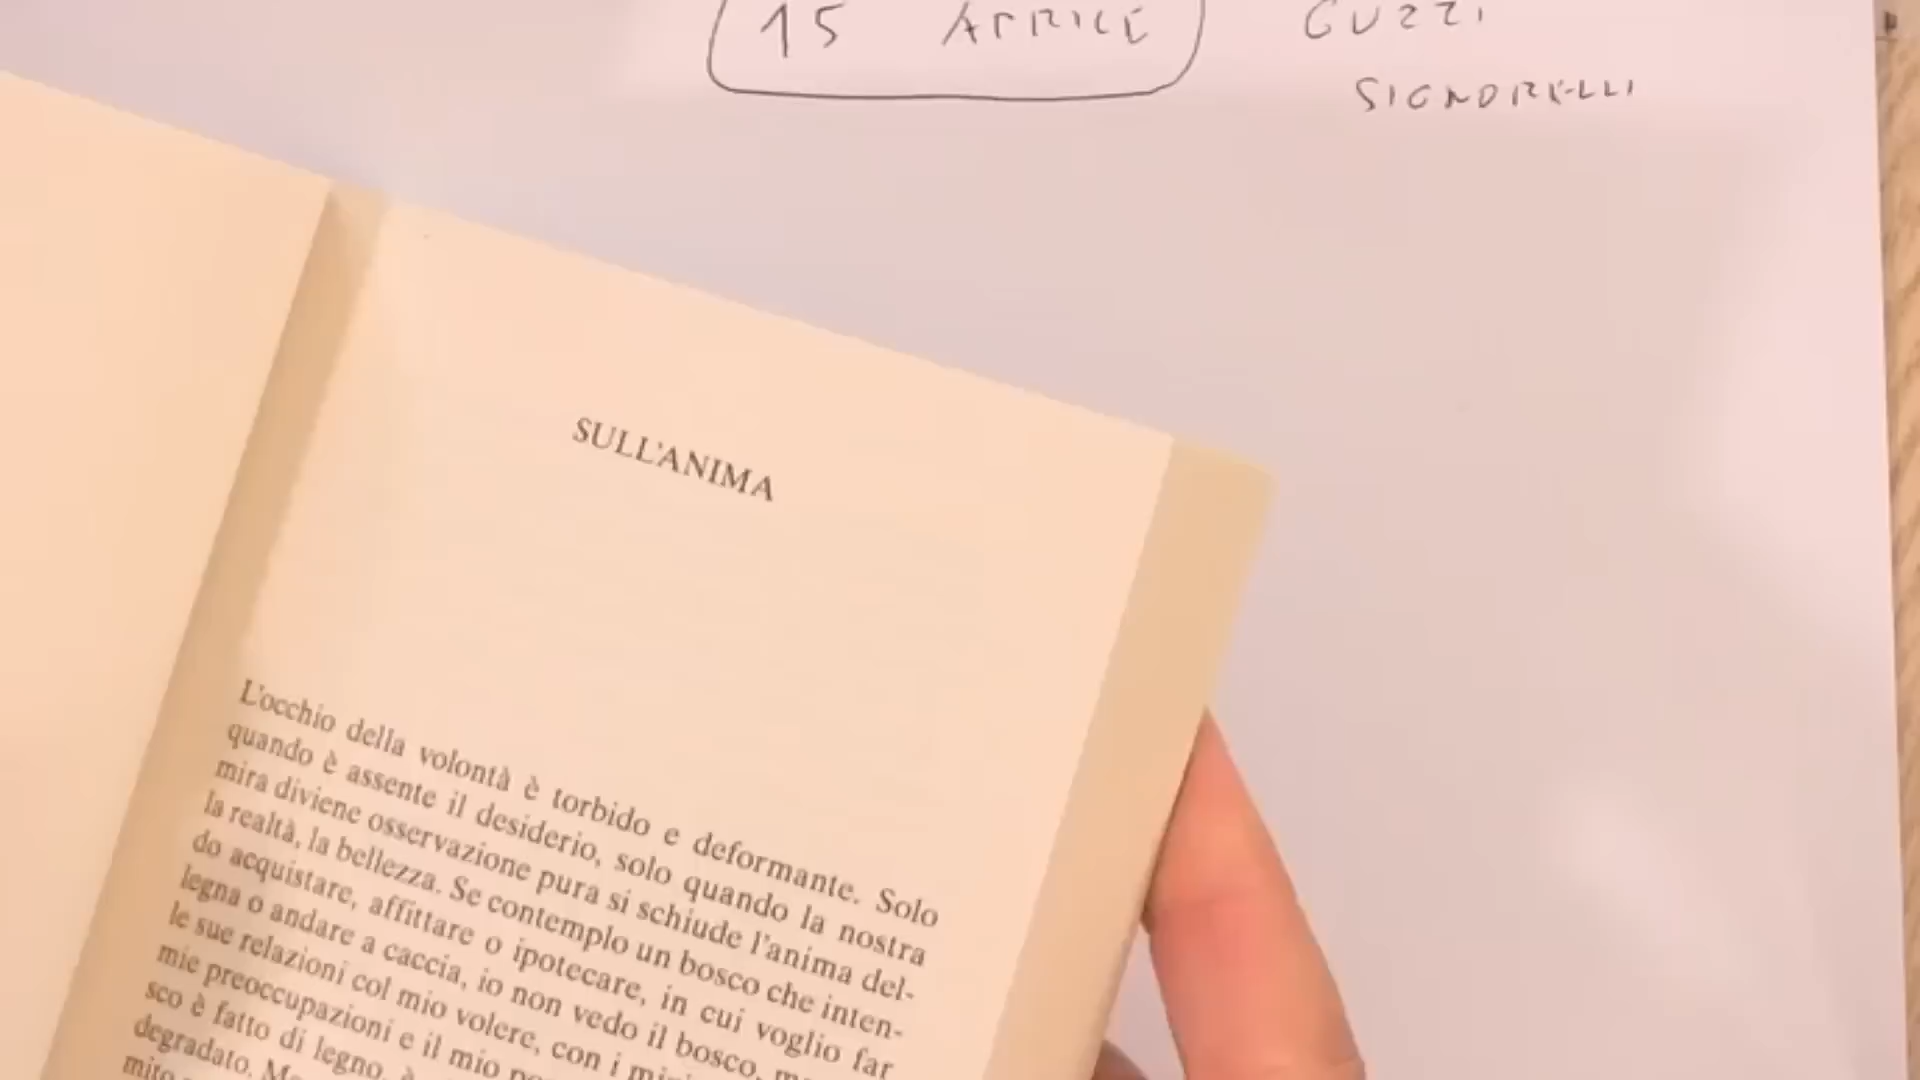 15 APRILE
GUZZI
SIGNORELLI
SULL'ANIMA
L'occhio della volontà è torbido e deformante. Solo
quando è assente il desiderio, solo quando la nostra
mira diviene osservazione pura si schiude l'anima del-
la realtà, la bellezza. Se contemplo un bosco che inten-
do acquistare, affittare o ipotecare, in cui voglio far
legna o andare a caccia, io non vedo il bosco,
le sue relazioni col mio volere, con i
mie preoccupazioni e il mio
sco è fatto di legno, è
degradato.